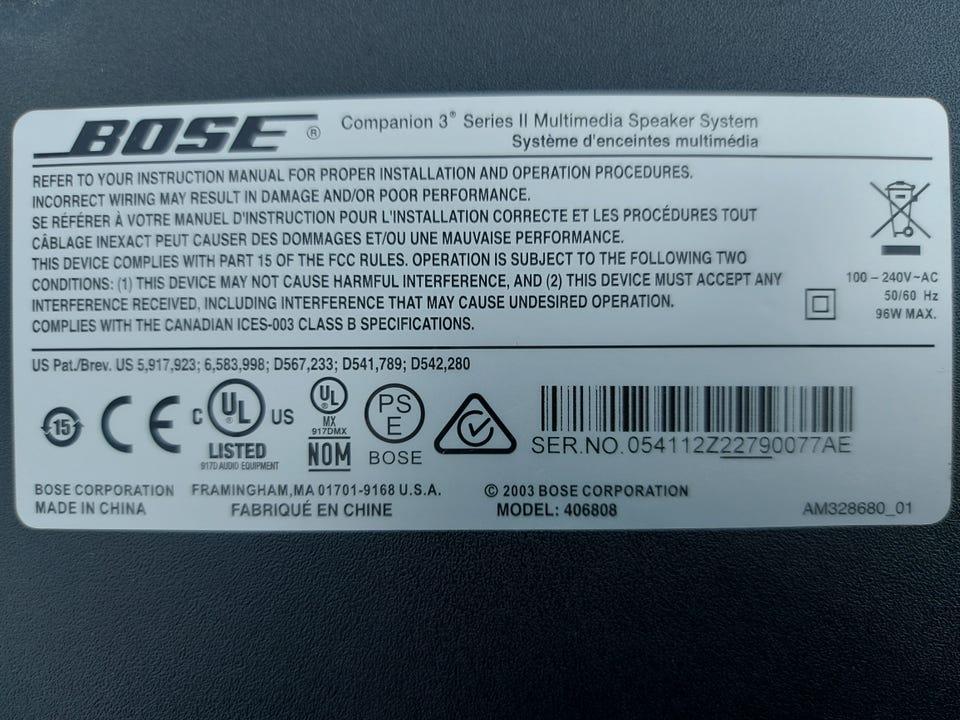 BOSE® Companion 3® Series II Multimedia Speaker System
Système d'enceintes multimédia
REFER TO YOUR INSTRUCTION MANUAL FOR PROPER INSTALLATION AND OPERATION PROCEDURES.
INCORRECT WIRING MAY RESULT IN DAMAGE AND/OR POOR PERFORMANCE.
SE RÉFÉRER À VOTRE MANUEL D'INSTRUCTION POUR L'INSTALLATION CORRECTE ET LES PROCÉDURES TOUT
CÂBLAGE INEXACT PEUT CAUSER DES DOMMAGES ET/OU UNE MAUVAISE PERFORMANCE.
THIS DEVICE COMPLIES WITH PART 15 OF THE FCC RULES. OPERATION IS SUBJECT TO THE FOLLOWING TWO
CONDITIONS: (1) THIS DEVICE MAY NOT CAUSE HARMFUL INTERFERENCE, AND (2) THIS DEVICE MUST ACCEPT ANY
INTERFERENCE RECEIVED, INCLUDING INTERFERENCE THAT MAY CAUSE UNDESIRED OPERATION.
COMPLIES WITH THE CANADIAN ICES-003 CLASS B SPECIFICATIONS.
100 – 240V~AC
50/60 Hz
96W MAX.
US Pat./Brev. US 5,917,923; 6,583,998; D567,233; D541,789; D542,280
15
CE
C UL® US
LISTED
917D AUDIO EQUIPMENT
UL®
MX
917DMX
NOM
PS
E
BOSE
SER.NO.054112Z22790077AE
BOSE CORPORATION FRAMINGHAM,MA 01701-9168 U.S.A. © 2003 BOSE CORPORATION
MADE IN CHINA FABRIQUÉ EN CHINE MODEL: 406808 AM328680_01